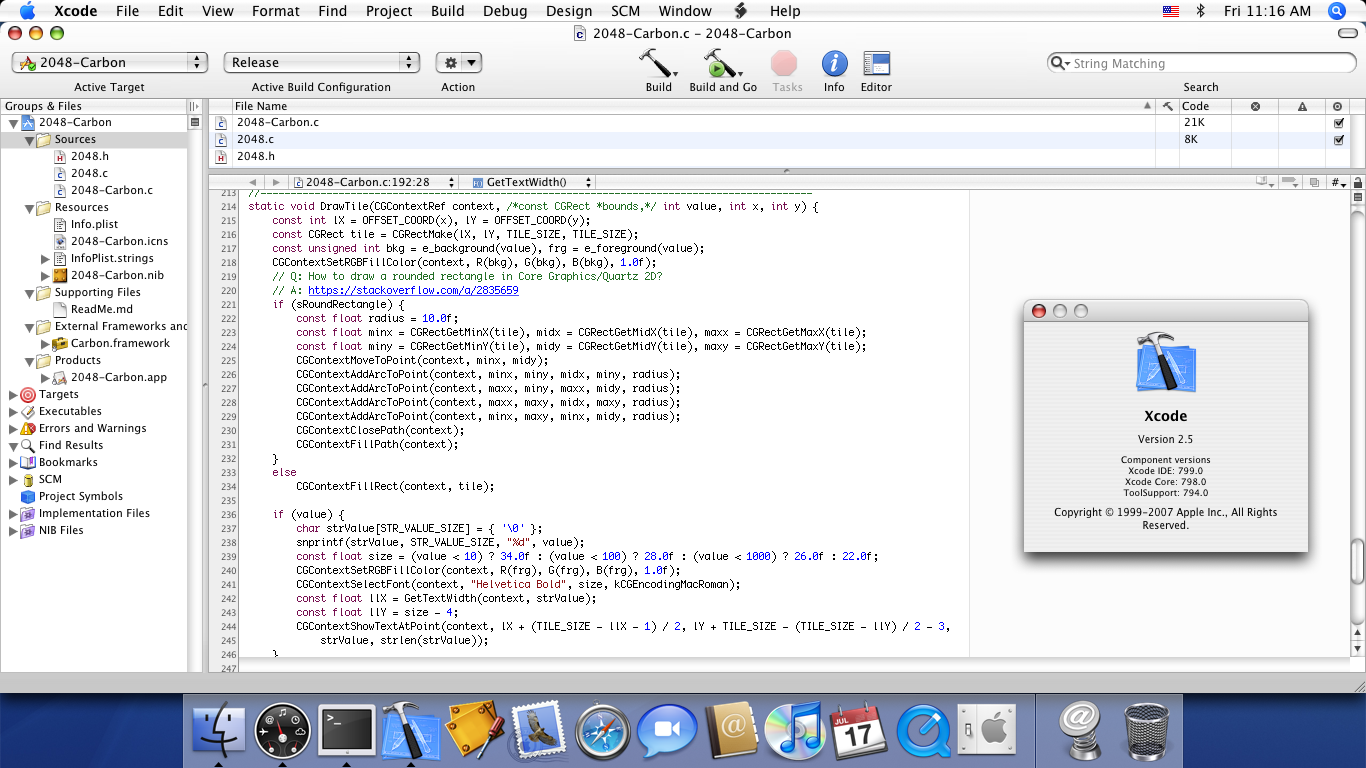 Xcode File Edit View Format Find Project Build Debug Design SCM Window Help Fri 11:16 AM
2048-Carbon.c – 2048-Carbon
2048-Carbon Release String Matching
Active Target Active Build Configuration Action Build Build and Go Tasks Info Editor Search
Groups & Files
2048-Carbon
Sources
2048.h
2048.c
2048-Carbon.c
Resources
Info.plist
2048-Carbon.icns
InfoPlist.strings
2048-Carbon.nib
Supporting Files
ReadMe.md
External Frameworks and
Carbon.framework
Products
2048-Carbon.app
Targets
Executables
Errors and Warnings
Find Results
Bookmarks
SCM
Project Symbols
Implementation Files
NIB Files
File Name Code
2048-Carbon.c 21K
2048.c 8K
2048.h
2048-Carbon.c:192:28 GetTextWidth() #
213 //--------------------------------------------------------------------------------------------
214 static void DrawTile(CGContextRef context, /*const CGRect *bounds,*/ int value, int x, int y) {
215 const int lX = OFFSET_COORD(x), lY = OFFSET_COORD(y);
216 const CGRect tile = CGRectMake(lX, lY, TILE_SIZE, TILE_SIZE);
217 const unsigned int bkg = e_background(value), frg = e_foreground(value);
218 CGContextSetRGBFillColor(context, R(bkg), G(bkg), B(bkg), 1.0f);
219 // Q: How to draw a rounded rectangle in Core Graphics/Quartz 2D?
220 // A: https://stackoverflow.com/a/2835659
221 if (sRoundRectangle) {
222 const float radius = 10.0f;
223 const float minx = CGRectGetMinX(tile), midx = CGRectGetMidX(tile), maxx = CGRectGetMaxX(tile);
224 const float miny = CGRectGetMinY(tile), midy = CGRectGetMidY(tile), maxy = CGRectGetMaxY(tile);
225 CGContextMoveToPoint(context, minx, midy);
226 CGContextAddArcToPoint(context, minx, miny, midx, miny, radius);
227 CGContextAddArcToPoint(context, maxx, miny, maxx, midy, radius);
228 CGContextAddArcToPoint(context, maxx, maxy, midx, maxy, radius);
229 CGContextAddArcToPoint(context, minx, maxy, minx, midy, radius);
230 CGContextClosePath(context);
231 CGContextFillPath(context);
232 }
233 else
234 CGContextFillRect(context, tile);
235
236 if (value) {
237 char strValue[STR_VALUE_SIZE] = { '\0' };
238 snprintf(strValue, STR_VALUE_SIZE, "%d", value);
239 const float size = (value < 10) ? 34.0f : (value < 100) ? 28.0f : (value < 1000) ? 26.0f : 22.0f;
240 CGContextSetRGBFillColor(context, R(frg), G(frg), B(frg), 1.0f);
241 CGContextSelectFont(context, "Helvetica Bold", size, kCGEncodingMacRoman);
242 const float llX = GetTextWidth(context, strValue);
243 const float llY = size - 4;
244 CGContextShowTextAtPoint(context, lX + (TILE_SIZE - llX - 1) / 2, lY + TILE_SIZE - (TILE_SIZE - llY) / 2 - 3,
245 strValue, strlen(strValue));
246 }
247
Xcode
Version 2.5
Component versions
Xcode IDE: 799.0
Xcode Core: 798.0
ToolSupport: 794.0
Copyright © 1999-2007 Apple Inc., All Rights
Reserved.
>_
JUL
17